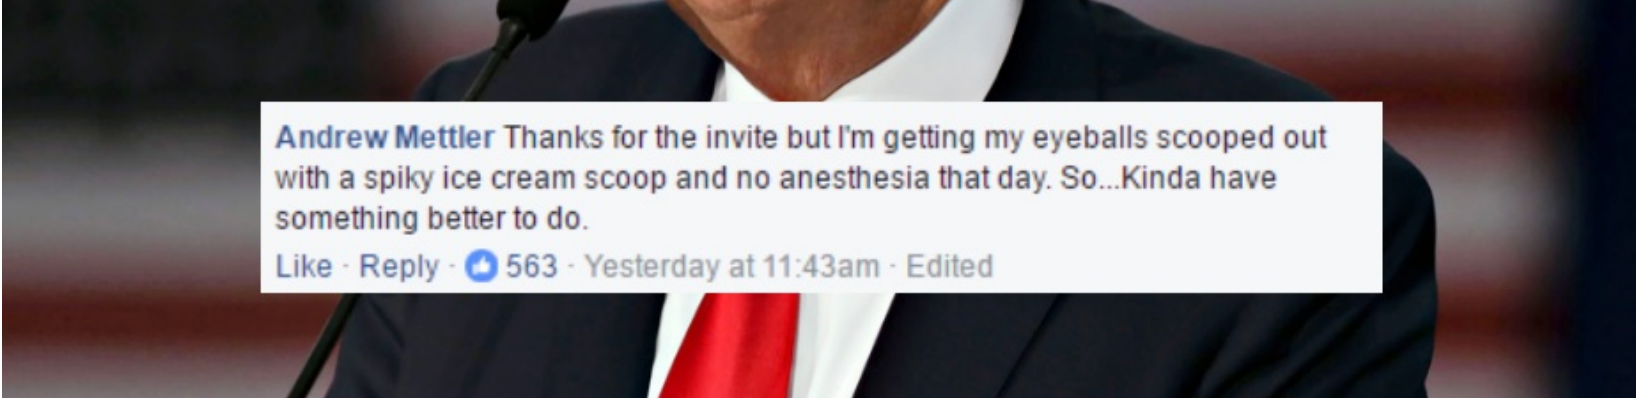 Andrew Mettler Thanks for the invite but I'm getting my eyeballs scooped out
with a spiky ice cream scoop and no anesthesia that day. So...Kinda have
something better to do.
Like · Reply · 563 · Yesterday at 11:43am · Edited